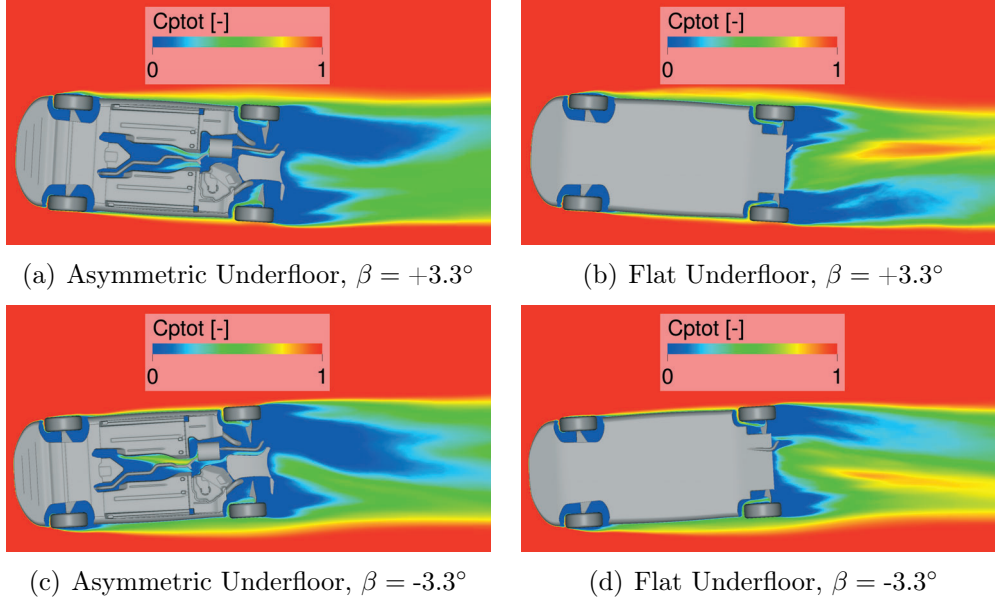 Cptot [-]
0 1
Cptot [-]
0 1
(a) Asymmetric Underfloor, β = +3.3°
(b) Flat Underfloor, β = +3.3°
Cptot [-]
0 1
Cptot [-]
0 1
(c) Asymmetric Underfloor, β = -3.3°
(d) Flat Underfloor, β = -3.3°